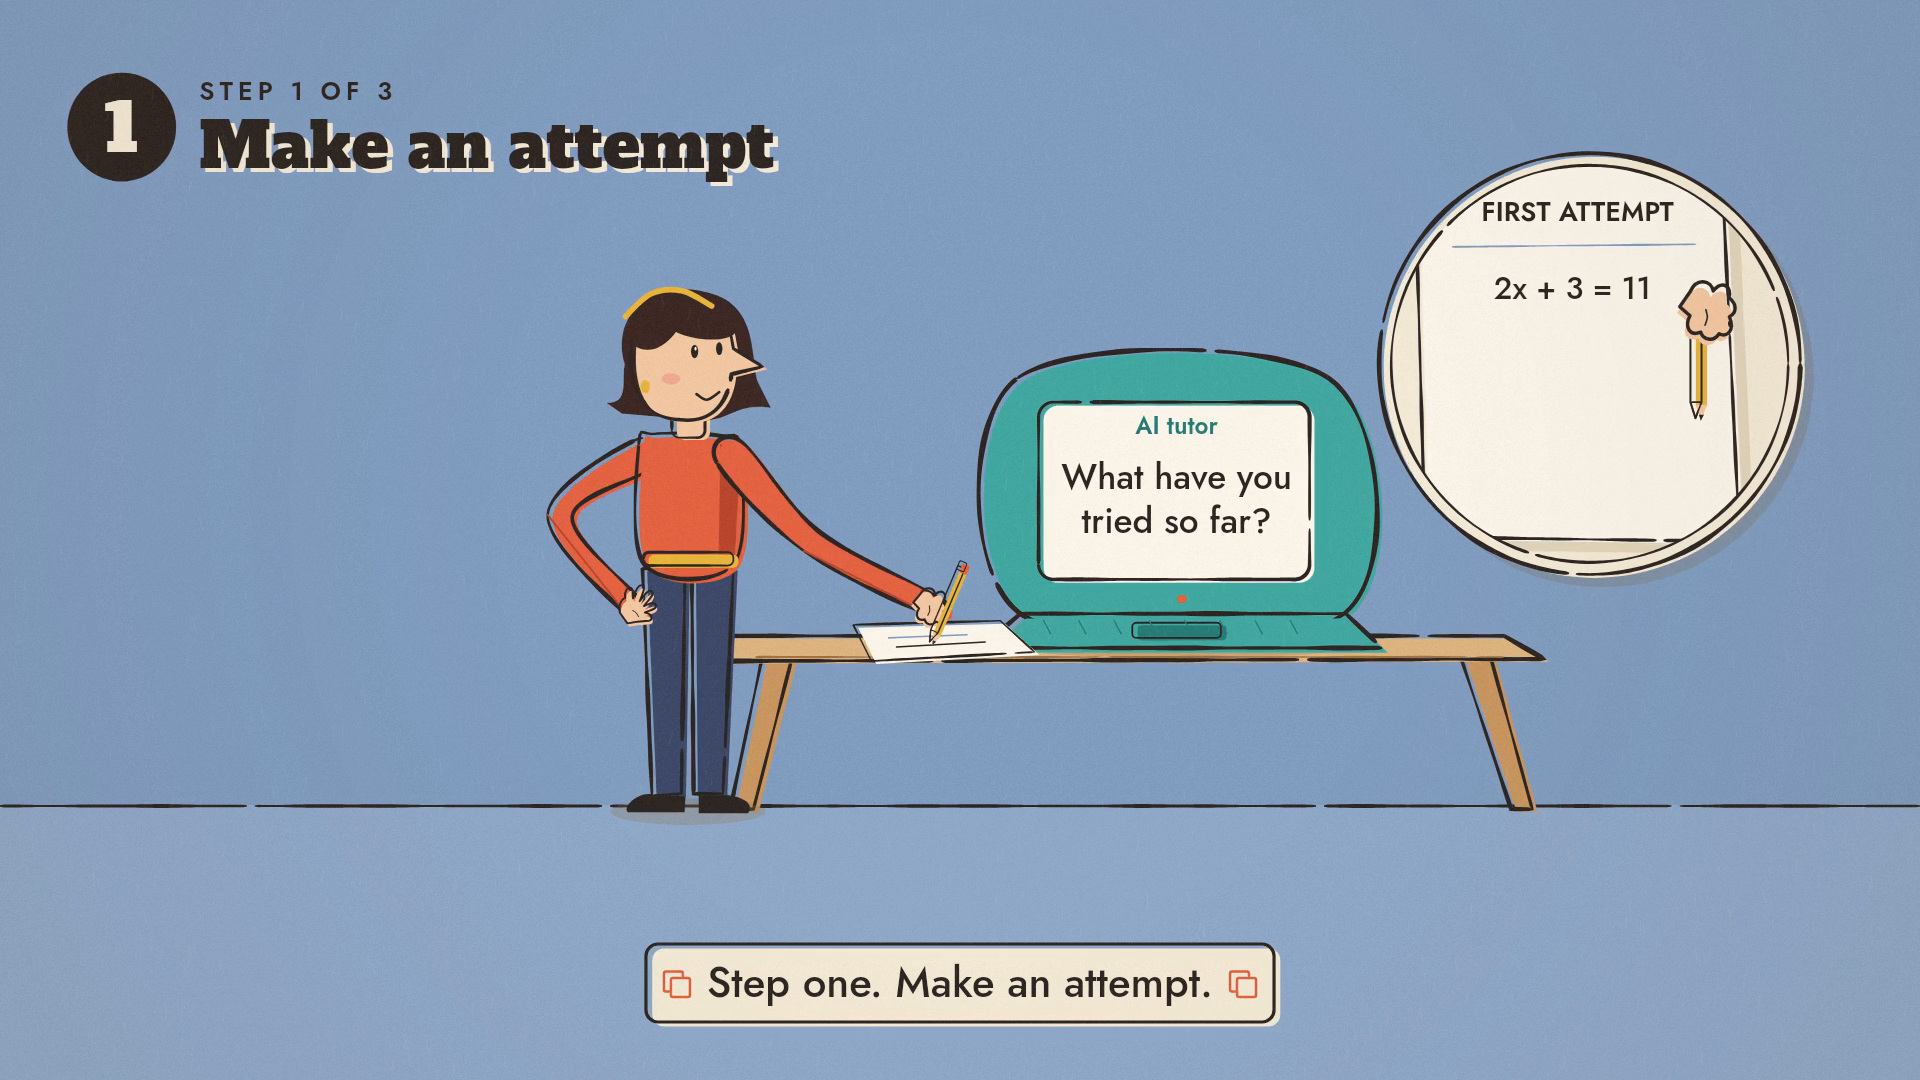 1
STEP 1 OF 3
Make an attempt
FIRST ATTEMPT
2x + 3 = 11
AI tutor
What have you
tried so far?
Step one. Make an attempt.